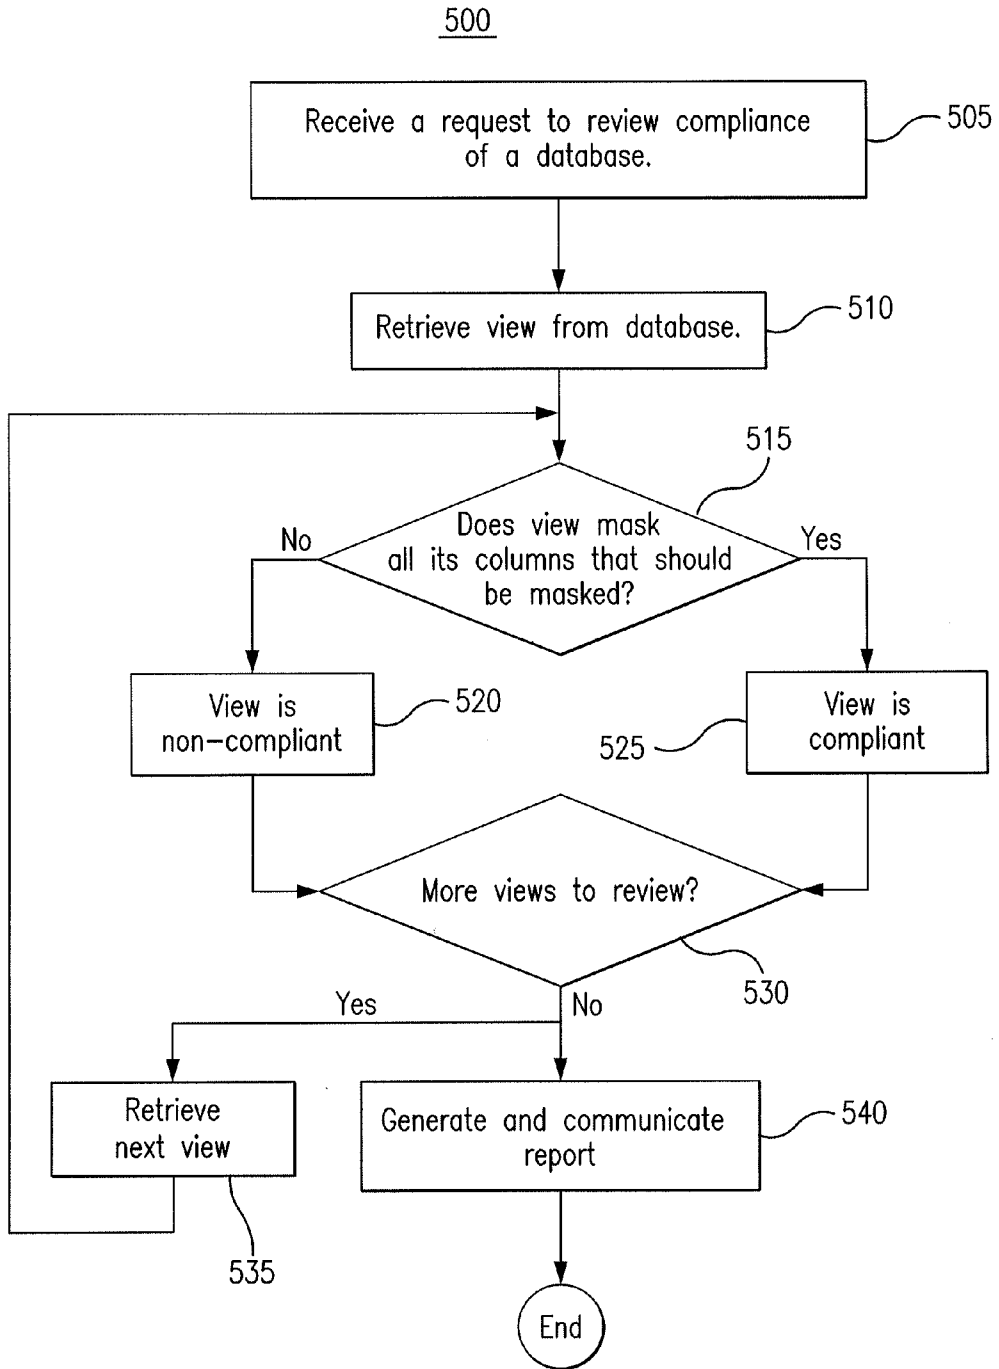 500
Receive a request to review compliance
of a database.
505
Retrieve view from database.
510
515
Does view mask
all its columns that should
be masked?
No
Yes
View is
non-compliant
520
View is
compliant
525
More views to review?
530
Yes
No
Retrieve
next view
535
Generate and communicate
report
540
End